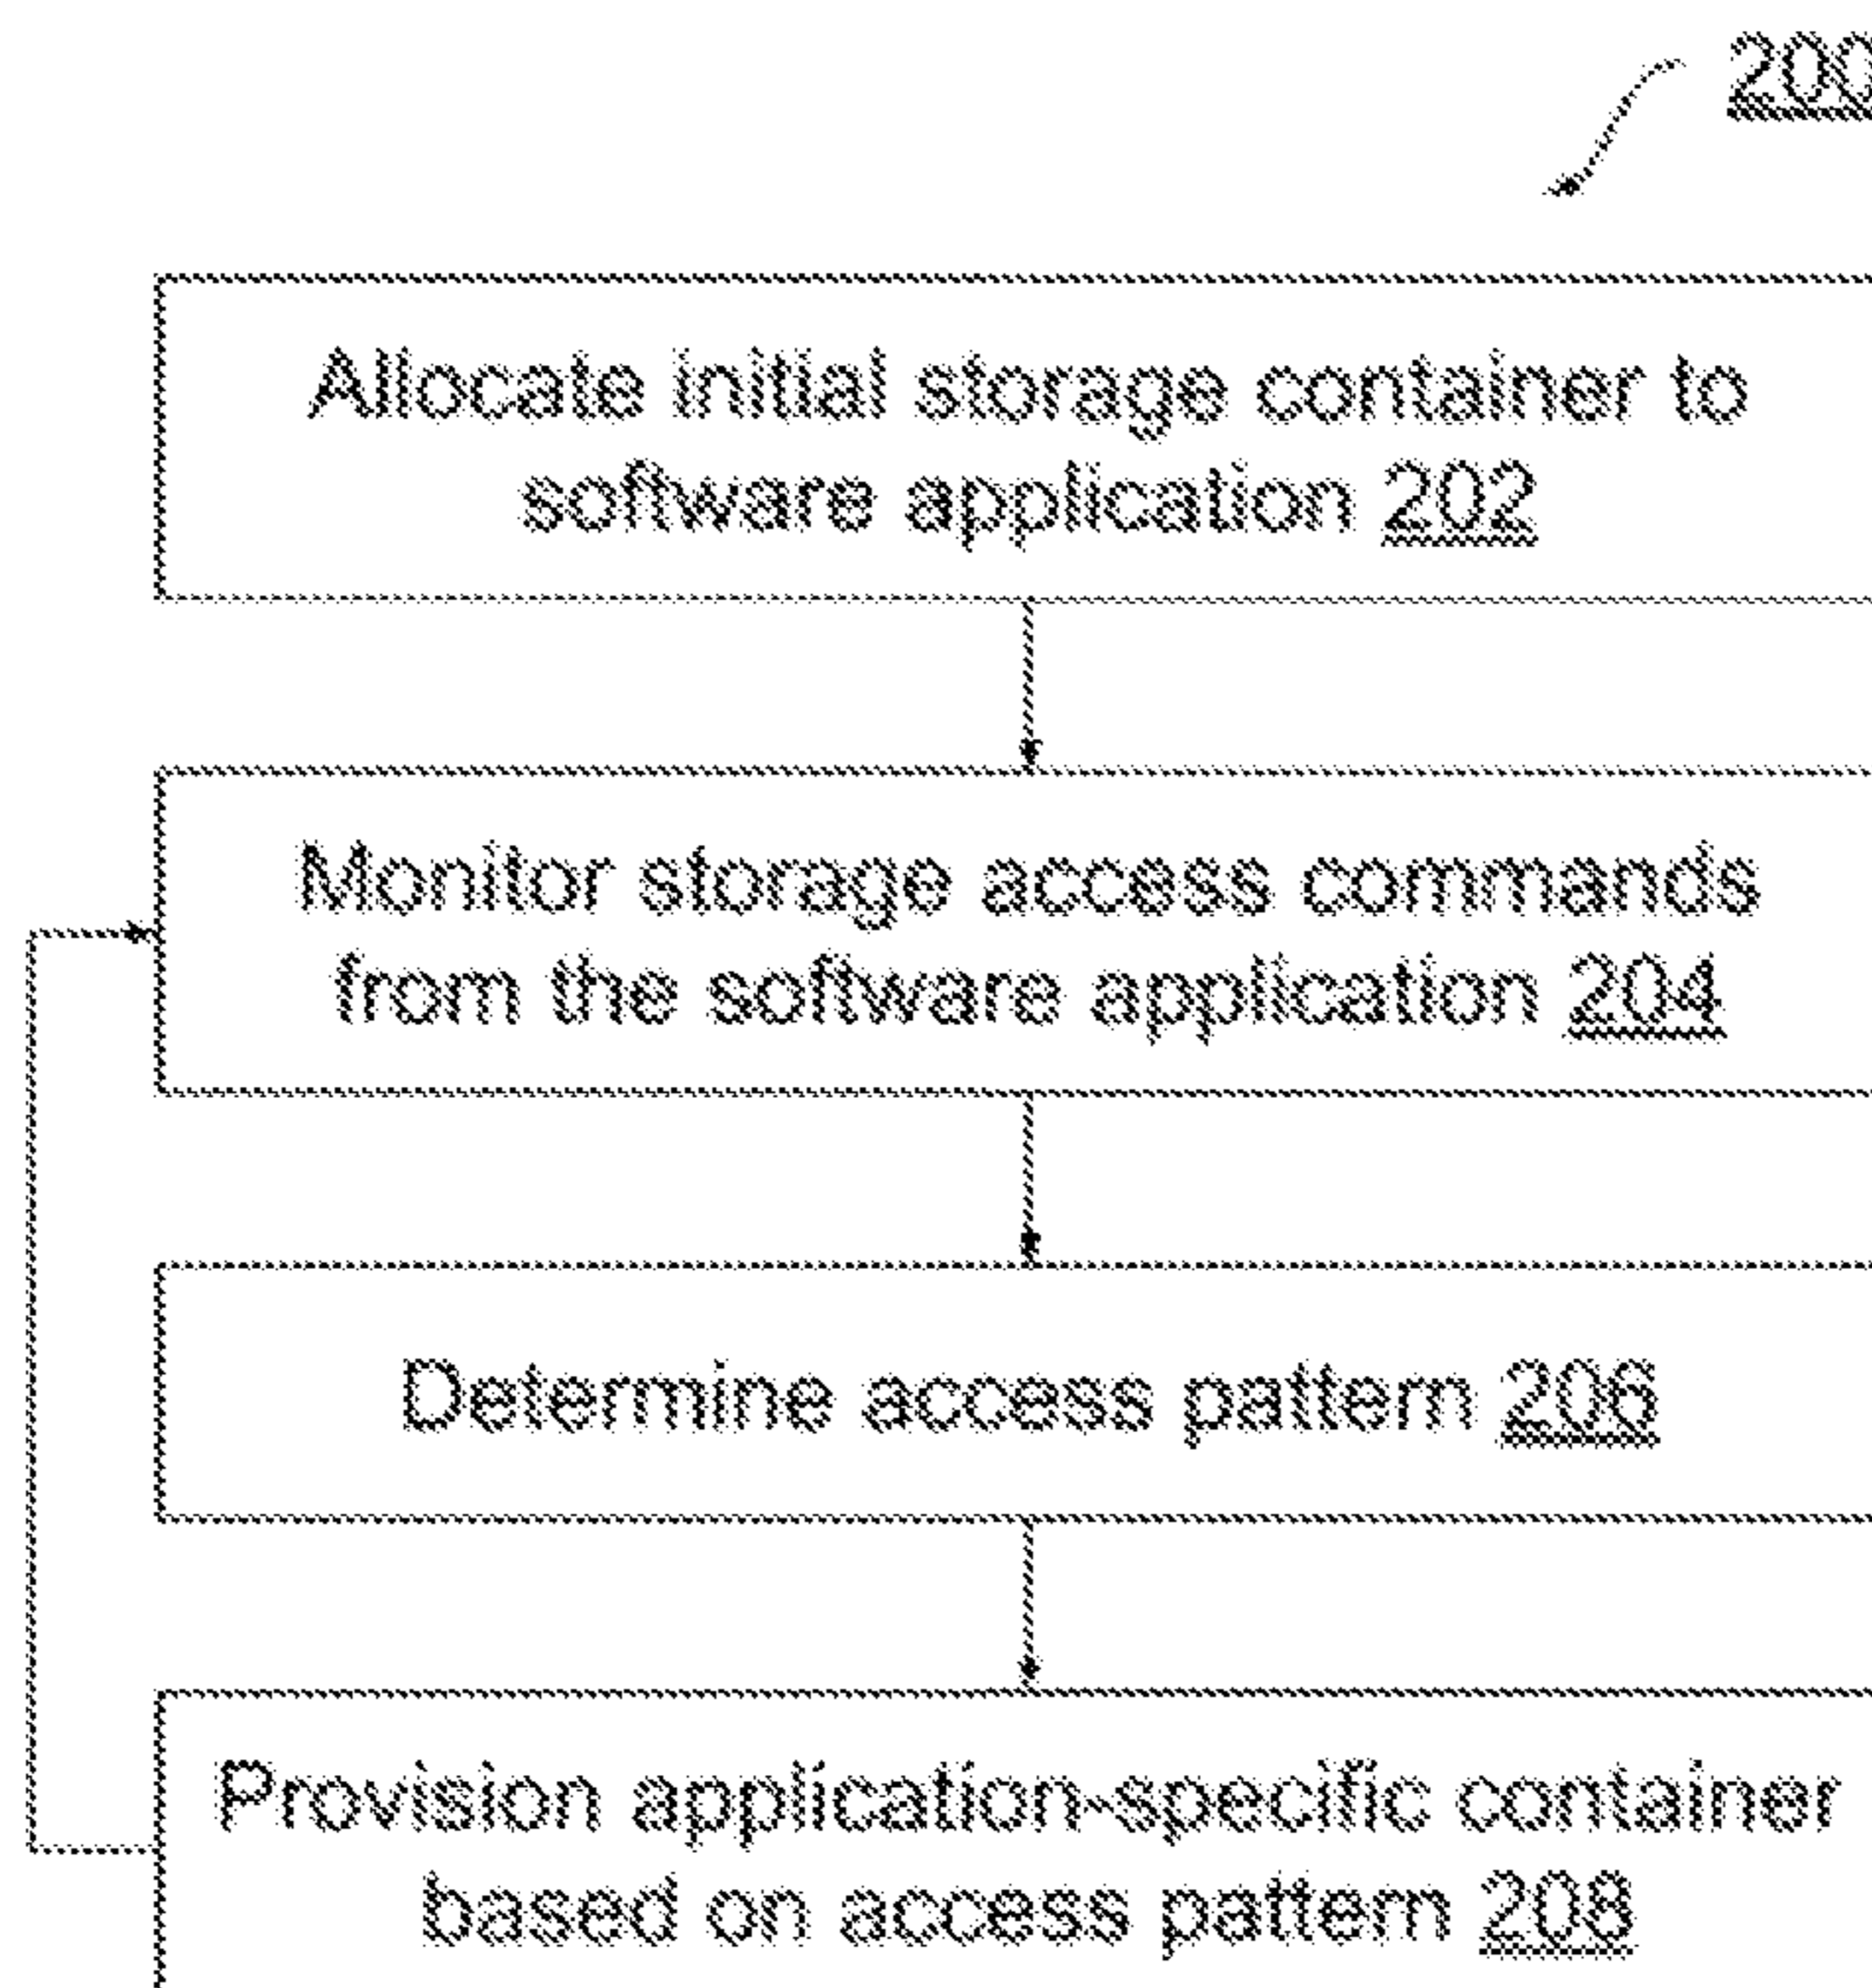 200
Allocate initial storage container to
software application 202
Monitor storage access commands
from the software application 204
Determine access pattern 206
Provision application-specific container
based on access pattern 208